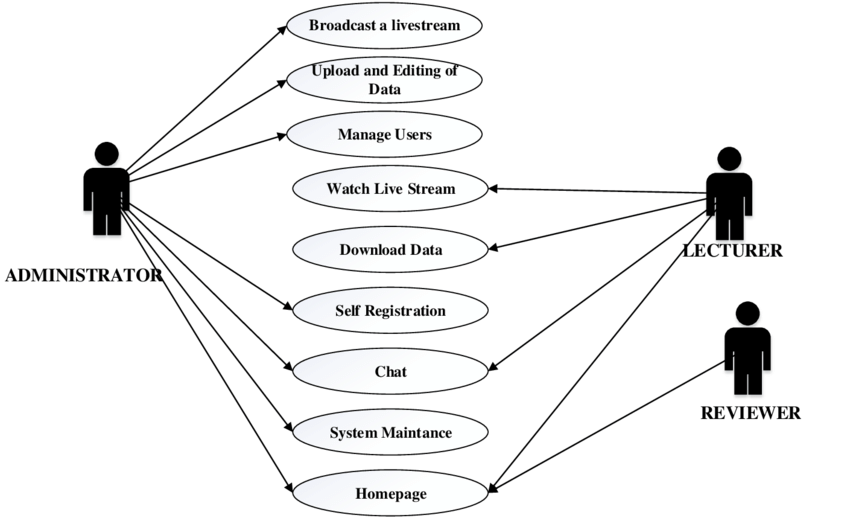 Broadcast a livestream
Upload and Editing of
Data
Manage Users
Watch Live Stream
Download Data
LECTURER
ADMINISTRATOR
Self Registration
Chat
REVIEWER
System Maintance
Homepage